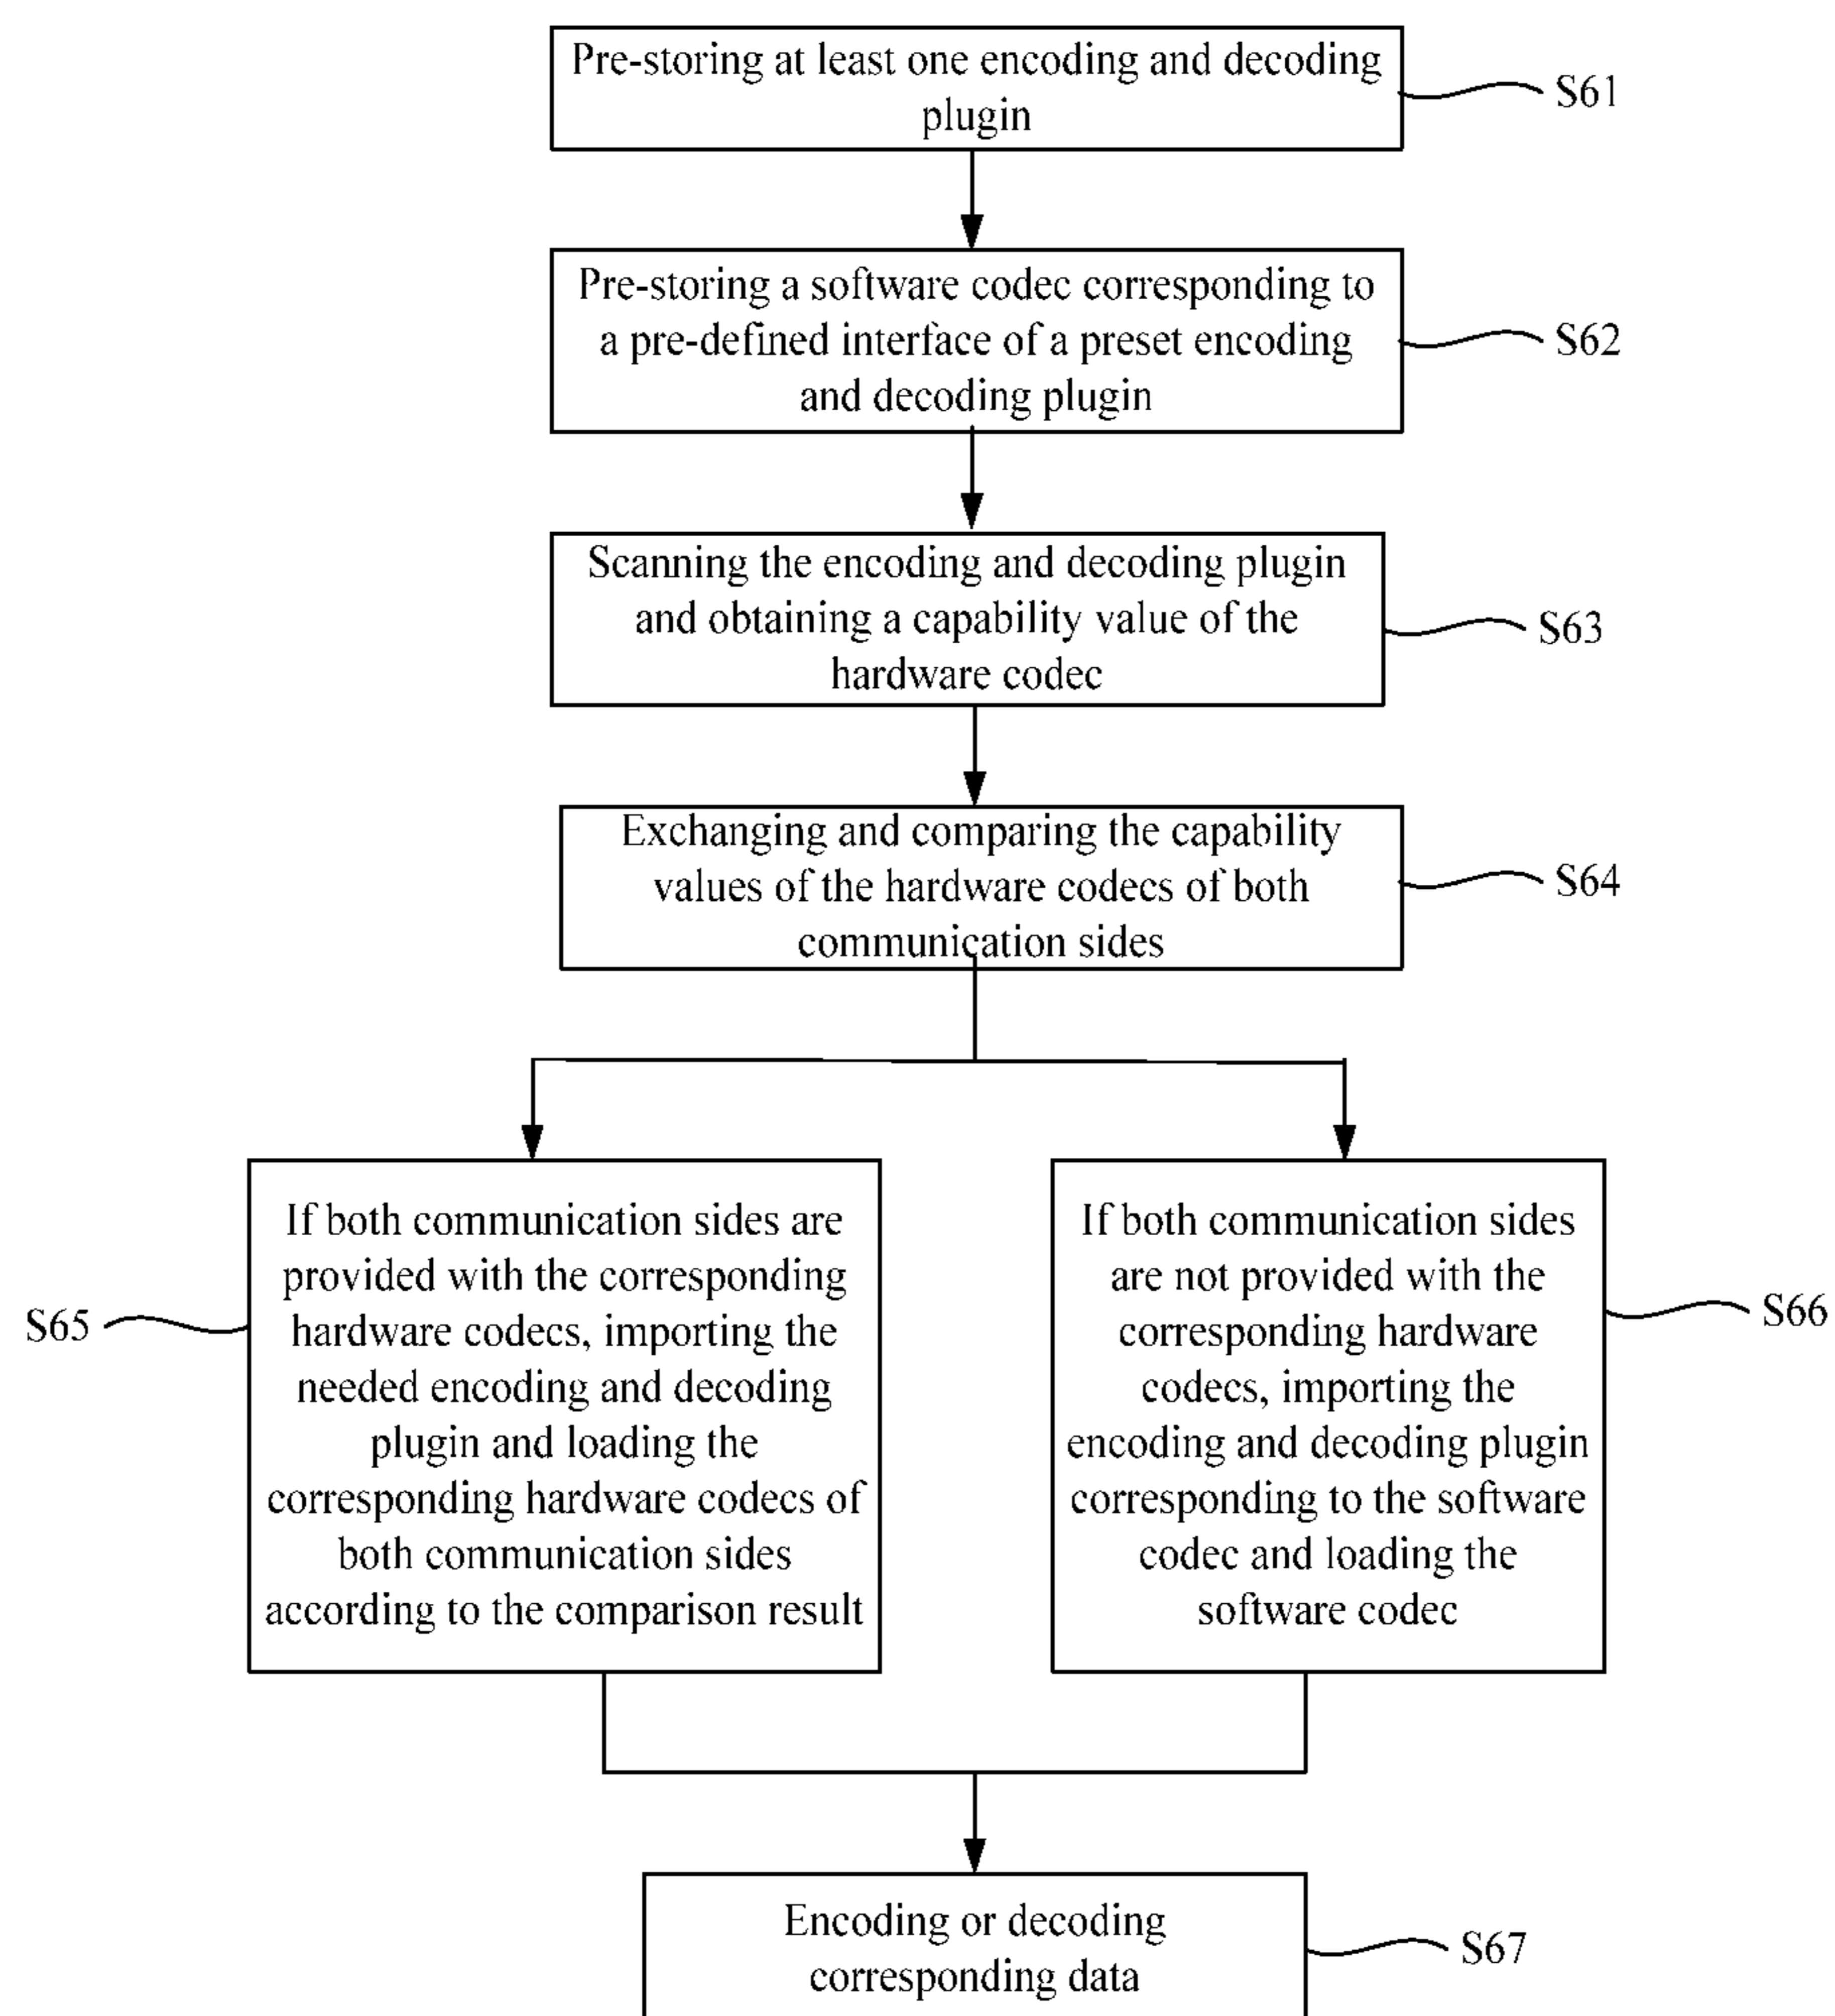 Pre-storing at least one encoding and decoding
plugin
S61
Pre-storing a software codec corresponding to
a pre-defined interface of a preset encoding
and decoding plugin
S62
Scanning the encoding and decoding plugin
and obtaining a capability value of the
hardware codec
S63
Exchanging and comparing the capability
values of the hardware codecs of both
communication sides
S64
If both communication sides are
provided with the corresponding
hardware codecs, importing the
needed encoding and decoding
plugin and loading the
corresponding hardware codecs of
both communication sides
according to the comparison result
S65
If both communication sides
are not provided with the
corresponding hardware
codecs, importing the
encoding and decoding plugin
corresponding to the software
codec and loading the
software codec
S66
Encoding or decoding
corresponding data
S67